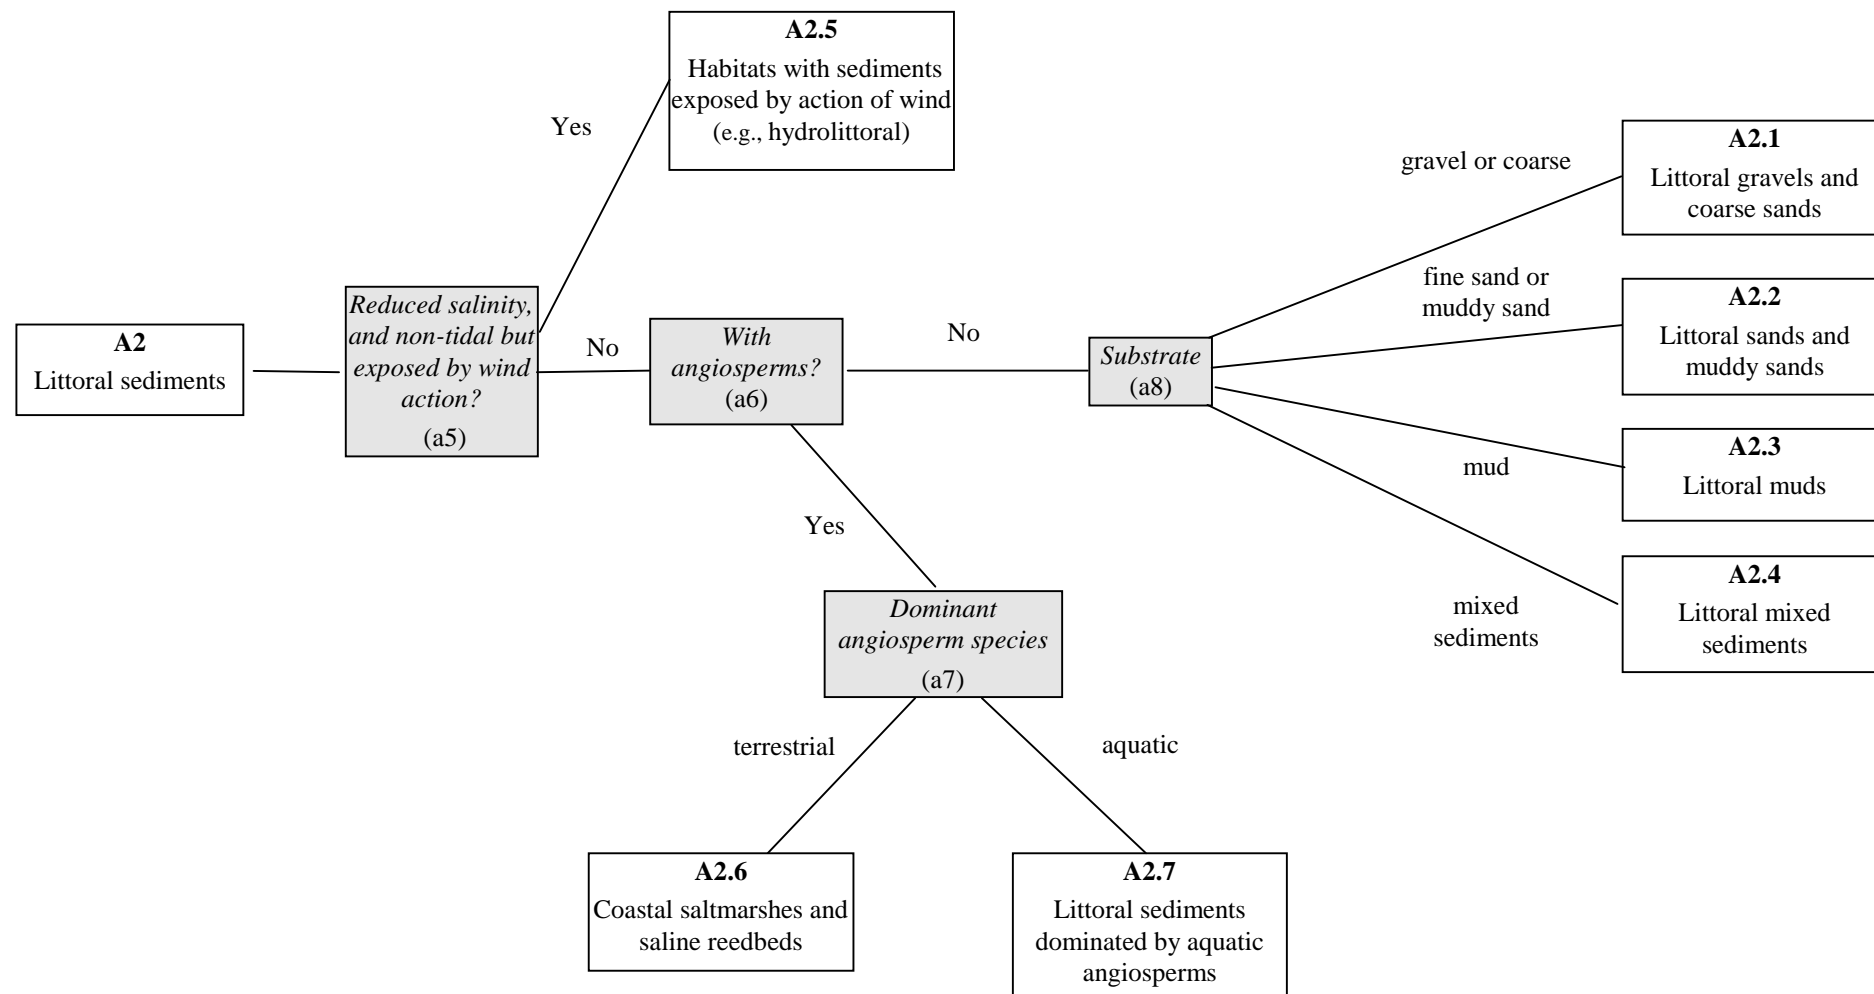 A2.5
Habitats with sediments
exposed by action of wind
(e.g., hydrolittoral)
Yes
A2.1
Littoral gravels and
coarse sands
gravel or coarse
fine sand or
muddy sand
A2.2
Littoral sands and
muddy sands
A2
Littoral sediments
Reduced salinity,
and non-tidal but
exposed by wind
action?
(a5)
No
With
angiosperms?
(a6)
No
Substrate
(a8)
mud
A2.3
Littoral muds
Yes
mixed
sediments
A2.4
Littoral mixed
sediments
Dominant
angiosperm species
(a7)
terrestrial
aquatic
A2.6
Coastal saltmarshes and
saline reedbeds
A2.7
Littoral sediments
dominated by aquatic
angiosperms